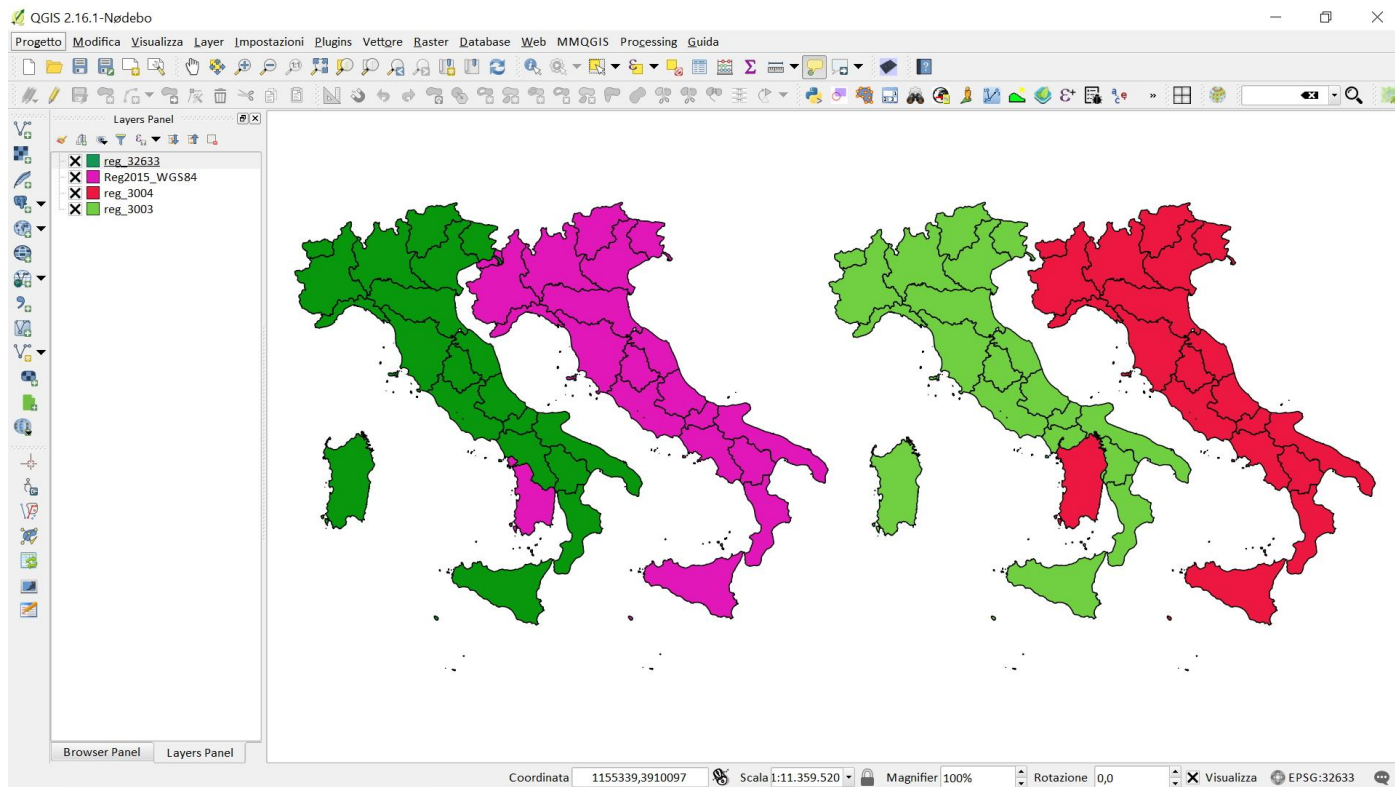 QGIS 2.16.1-Nødebo
Progetto Modifica Visualizza Layer Impostazioni Plugins Vettore Raster Database Web MMQGIS Processing Guida
Layers Panel
reg_32633
Reg2015_WGS84
reg_3004
reg_3003
Browser Panel Layers Panel
Coordinata 1155339,3910097 Scala 1:11.359.520 Magnifier 100% Rotazione 0,0 Visualizza EPSG:32633